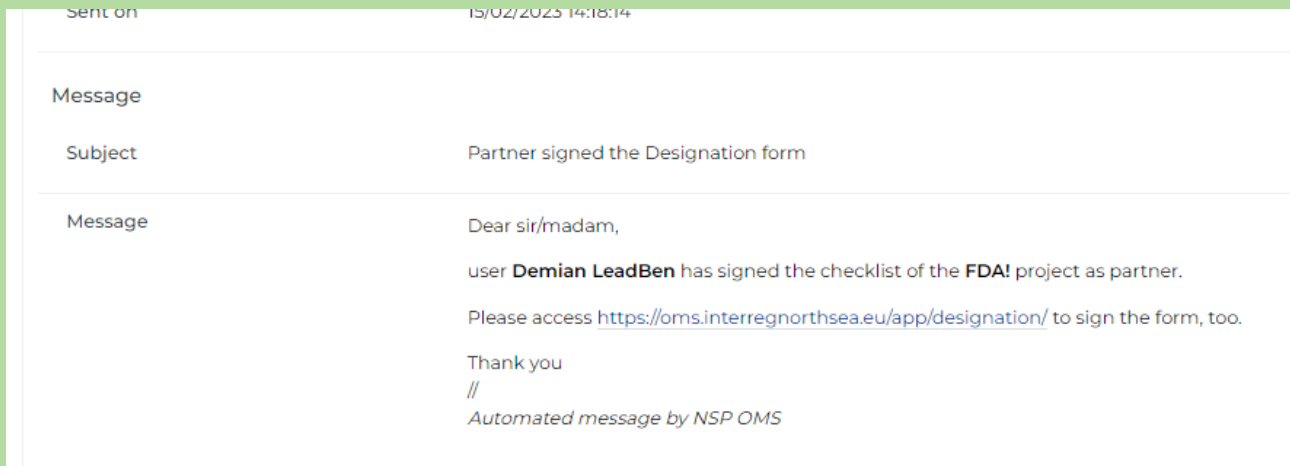 Sent on 15/02/2023 14:18:14
Message
Subject Partner signed the Designation form
Message Dear sir/madam,
user Demian LeadBen has signed the checklist of the FDA! project as partner.
Please access https://oms.interregnorthsea.eu/app/designation/ to sign the form, too.
Thank you
//
Automated message by NSP OMS